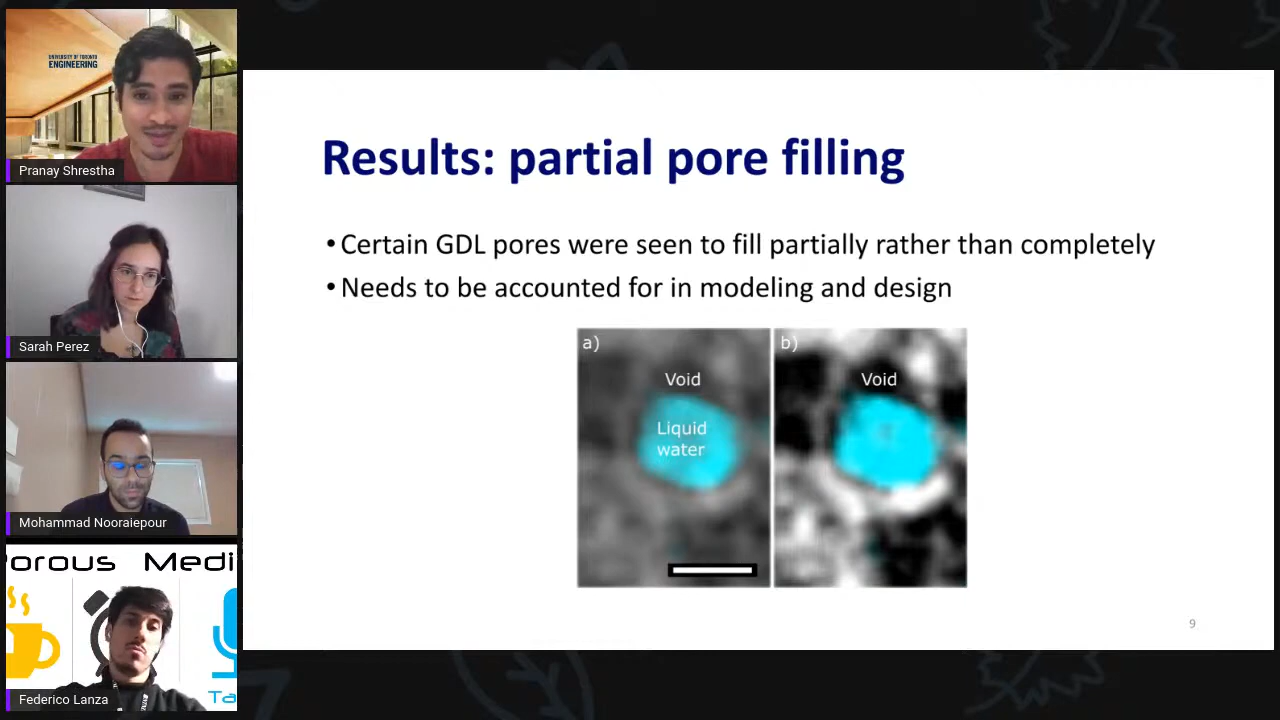 UNIVERSITY OF TORONTO
ENGINEERING
Pranay Shrestha
Sarah Perez
Mohammad Nooraiepour
Porous Medi
Ta
Federico Lanza
Results: partial pore filling
• Certain GDL pores were seen to fill partially rather than completely
• Needs to be accounted for in modeling and design
a)
Void
Liquid
water
b)
Void
9